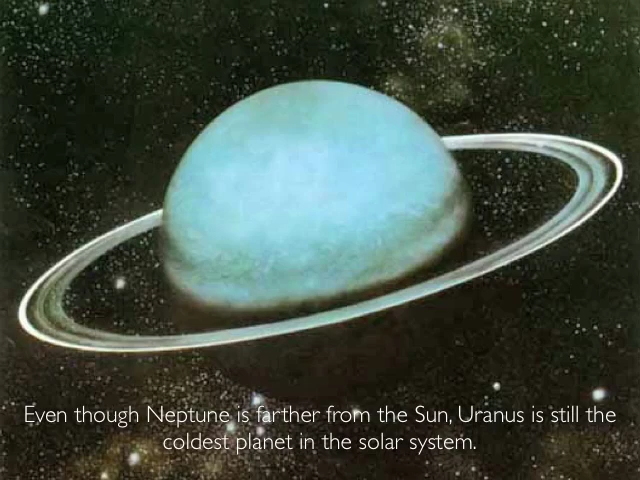 Even though Neptune is farther from the Sun, Uranus is still the
coldest planet in the solar system.